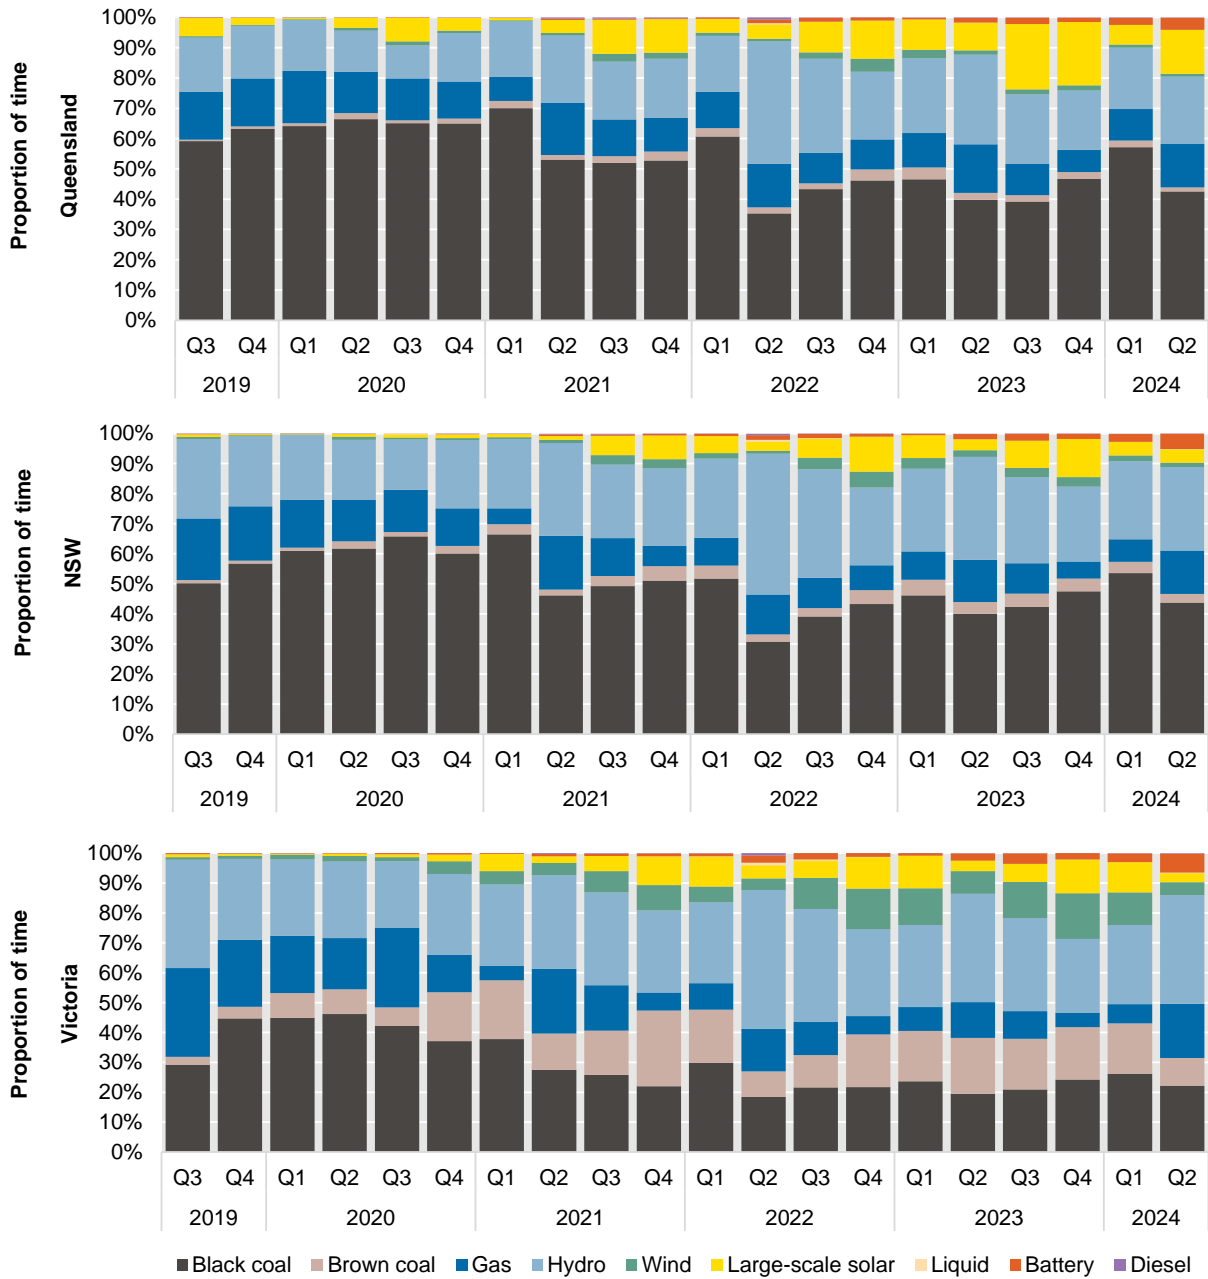 Proportion of time
Queensland
100%
90%
80%
70%
60%
50%
40%
30%
20%
10%
0%
Q3 Q4 Q1 Q2 Q3 Q4 Q1 Q2 Q3 Q4 Q1 Q2 Q3 Q4 Q1 Q2 Q3 Q4 Q1 Q2
2019 2020 2021 2022 2023 2024
Proportion of time
NSW
100%
90%
80%
70%
60%
50%
40%
30%
20%
10%
0%
Q3 Q4 Q1 Q2 Q3 Q4 Q1 Q2 Q3 Q4 Q1 Q2 Q3 Q4 Q1 Q2 Q3 Q4 Q1 Q2
2019 2020 2021 2022 2023 2024
Proportion of time
Victoria
100%
90%
80%
70%
60%
50%
40%
30%
20%
10%
0%
Q3 Q4 Q1 Q2 Q3 Q4 Q1 Q2 Q3 Q4 Q1 Q2 Q3 Q4 Q1 Q2 Q3 Q4 Q1 Q2
2019 2020 2021 2022 2023 2024
Black coal Brown coal Gas Hydro Wind Large-scale solar Liquid Battery Diesel